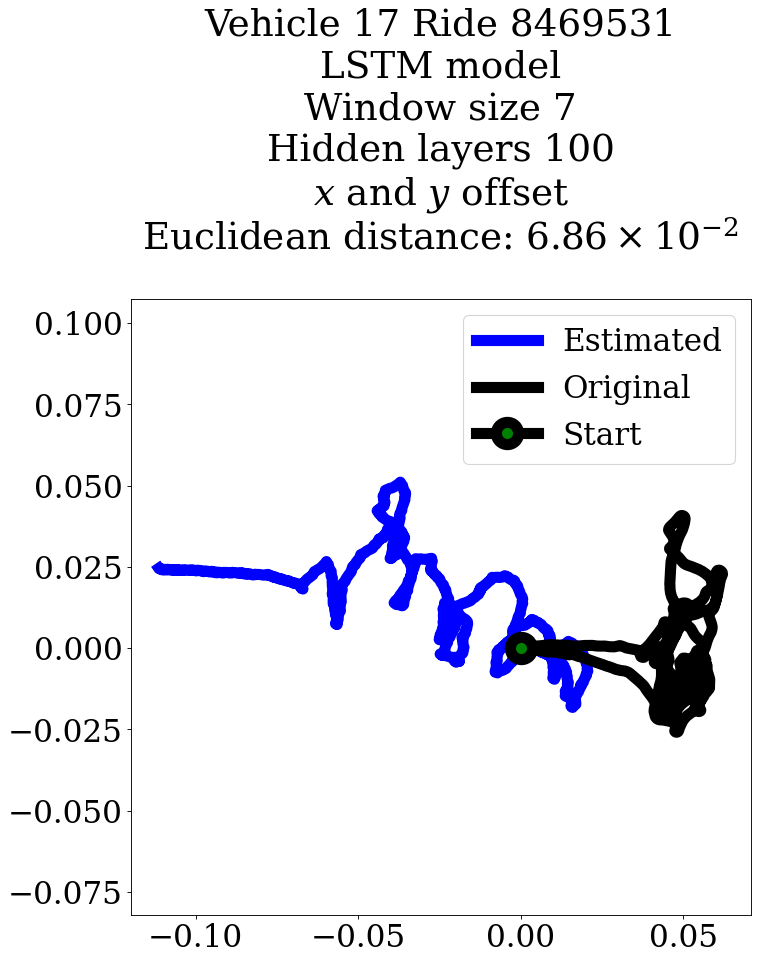 Vehicle 17 Ride 8469531
LSTM model
Window size 7
Hidden layers 100
x and y offset
Euclidean distance: 6.86 × 10⁻²
Estimated
Original
Start
0.100
0.075
0.050
0.025
0.000
−0.025
−0.050
−0.075
−0.10 −0.05 0.00 0.05